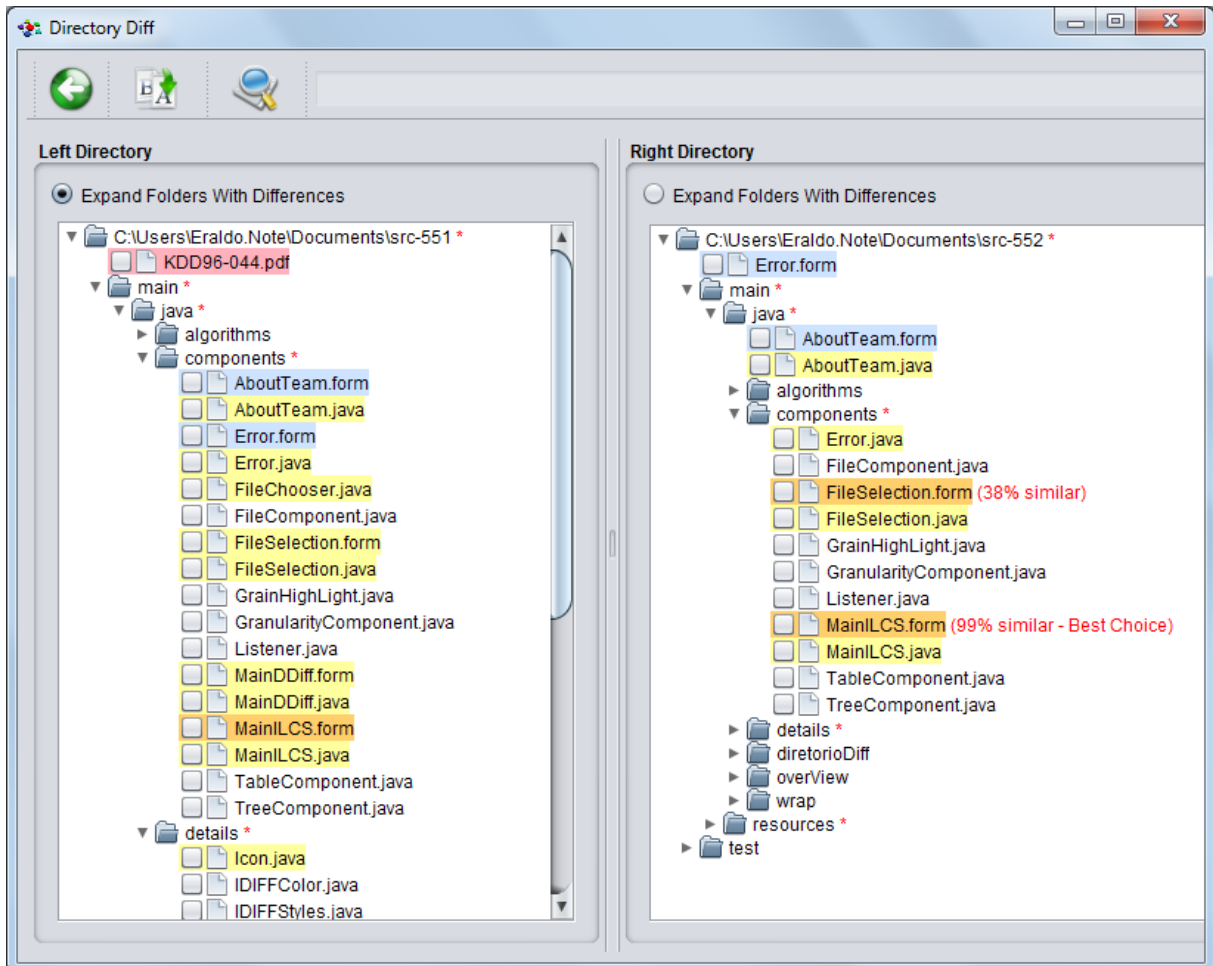 Directory Diff
B
A
Left Directory
Expand Folders With Differences
C:\Users\Eraldo.Note\Documents\src-551 *
KDD96-044.pdf
main *
java *
algorithms
components *
AboutTeam.form
AboutTeam.java
Error.form
Error.java
FileChooser.java
FileComponent.java
FileSelection.form
FileSelection.java
GrainHighLight.java
GranularityComponent.java
Listener.java
MainDDiff.form
MainDDiff.java
MainILCS.form
MainILCS.java
TableComponent.java
TreeComponent.java
details *
Icon.java
IDIFFColor.java
IDIFFStyles.java
Right Directory
Expand Folders With Differences
C:\Users\Eraldo.Note\Documents\src-552 *
Error.form
main *
java *
AboutTeam.form
AboutTeam.java
algorithms
components *
Error.java
FileComponent.java
FileSelection.form (38% similar)
FileSelection.java
GrainHighLight.java
GranularityComponent.java
Listener.java
MainILCS.form (99% similar - Best Choice)
MainILCS.java
TableComponent.java
TreeComponent.java
details *
diretorioDiff
overView
wrap
resources *
test